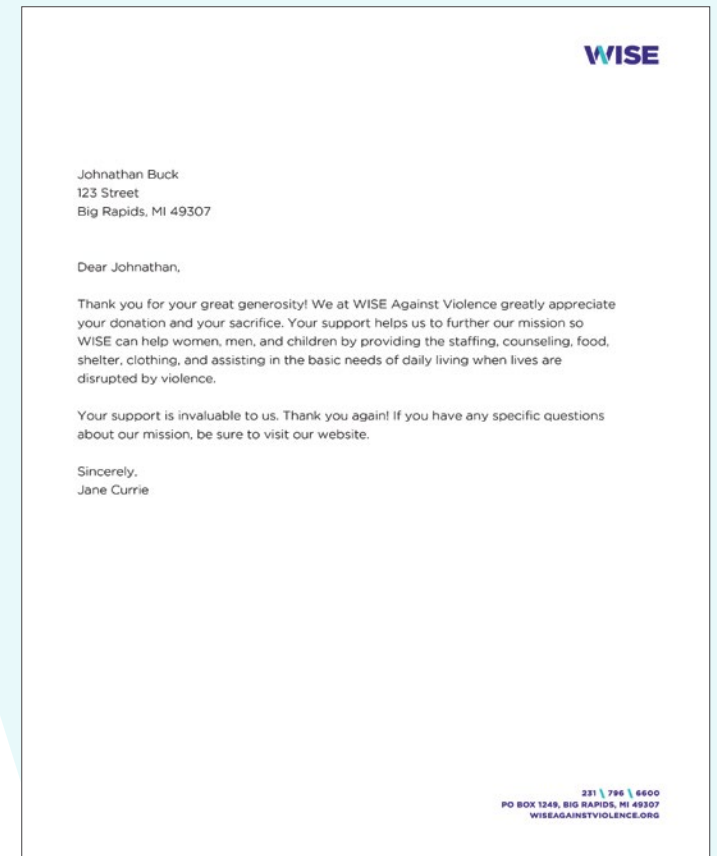 WISE
Johnathan Buck
123 Street
Big Rapids, MI 49307
Dear Johnathan,
Thank you for your great generosity! We at WISE Against Violence greatly appreciate
your donation and your sacrifice. Your support helps us to further our mission so
WISE can help women, men, and children by providing the staffing, counseling, food,
shelter, clothing, and assisting in the basic needs of daily living when lives are
disrupted by violence.
Your support is invaluable to us. Thank you again! If you have any specific questions
about our mission, be sure to visit our website.
Sincerely,
Jane Currie
231 \ 796 \ 6600
PO BOX 1249, BIG RAPIDS, MI 49307
WISEAGAINSTVIOLENCE.ORG